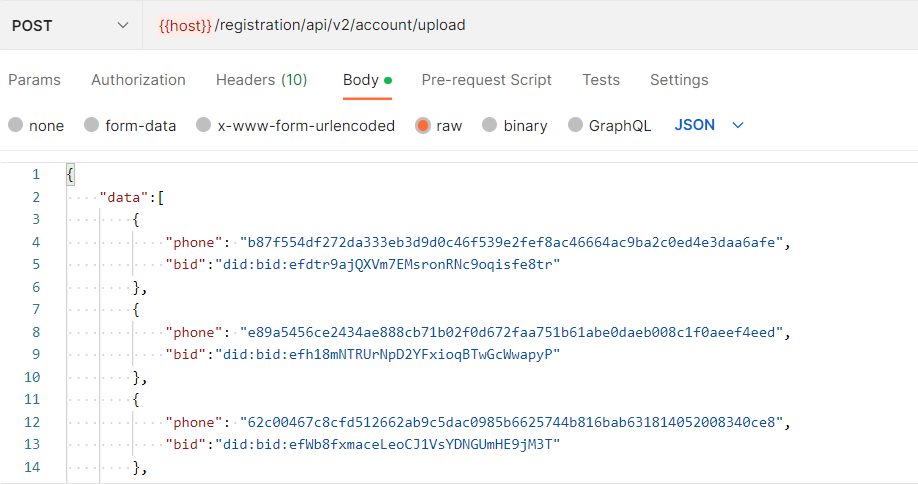 POST {{host}}/registration/api/v2/account/upload
Params Authorization Headers (10) Body Pre-request Script Tests Settings
none form-data x-www-form-urlencoded raw binary GraphQL JSON
1 {
2 "data":[
3 {
4 "phone": "b87f554df272da333eb3d9d0c46f539e2fef8ac46664ac9ba2c0ed4e3daa6afe",
5 "bid":"did:bid:efdtr9ajQXVm7EMsronRNc9oqisfe8tr"
6 },
7 {
8 "phone": "e89a5456ce2434ae888cb71b02f0d672faa751b61abe0daeb008c1f0aeef4eed",
9 "bid":"did:bid:efh18mNTRUrNpD2YFxioqBTwGcWwapyP"
10 },
11 {
12 "phone": "62c00467c8cfd512662ab9c5dac0985b6625744b816bab631814052008340ce8",
13 "bid":"did:bid:efWb8fxmaceLeoCJ1VsYDNGUmHE9jM3T"
14 },